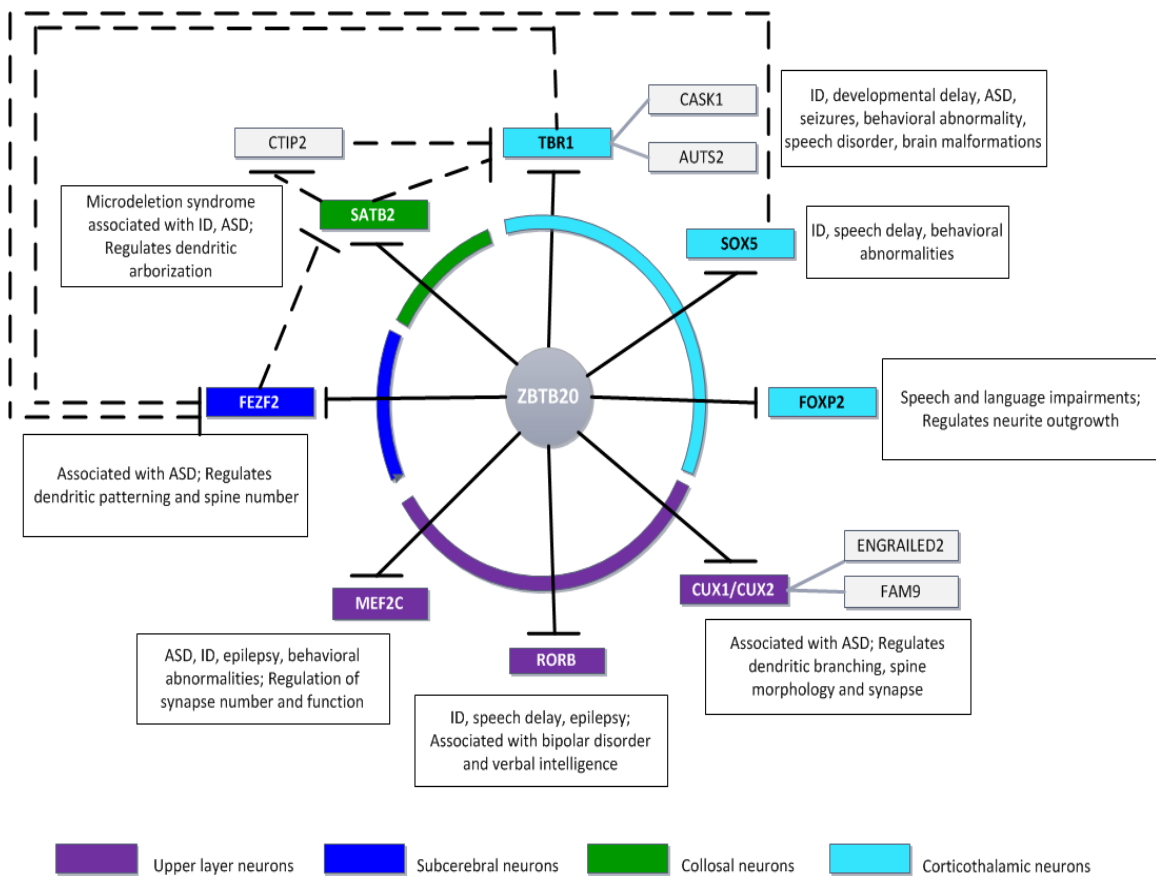 CASK1
CTIP2
TBR1
AUTS2
ID, developmental delay, ASD,
seizures, behavioral abnormality,
speech disorder, brain malformations
Microdeletion syndrome
associated with ID, ASD;
Regulates dendritic
arborization
SATB2
SOX5
ID, speech delay, behavioral
abnormalities
ZBTB20
FEZF2
FOXP2
Speech and language impairments;
Regulates neurite outgrowth
Associated with ASD; Regulates
dendritic patterning and spine number
ENGRAILED2
CUX1/CUX2
FAM9
MEF2C
RORB
ASD, ID, epilepsy, behavioral
abnormalities; Regulation of
synapse number and function
Associated with ASD; Regulates
dendritic branching, spine
morphology and synapse
ID, speech delay, epilepsy;
Associated with bipolar disorder
and verbal intelligence
Upper layer neurons
Subcerebral neurons
Collosal neurons
Corticothalamic neurons